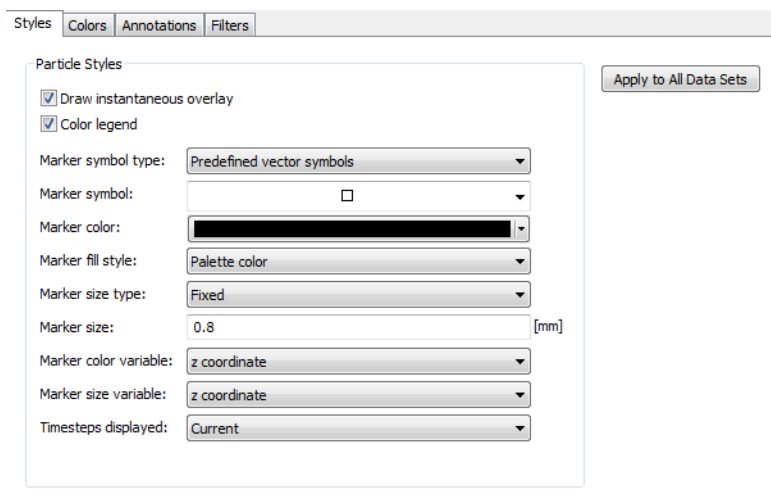 Styles Colors Annotations Filters
Particle Styles
Apply to All Data Sets
Draw instantaneous overlay
Color legend
Marker symbol type: Predefined vector symbols
Marker symbol:
Marker color:
Marker fill style: Palette color
Marker size type: Fixed
Marker size: 0.8 [mm]
Marker color variable: z coordinate
Marker size variable: z coordinate
Timesteps displayed: Current